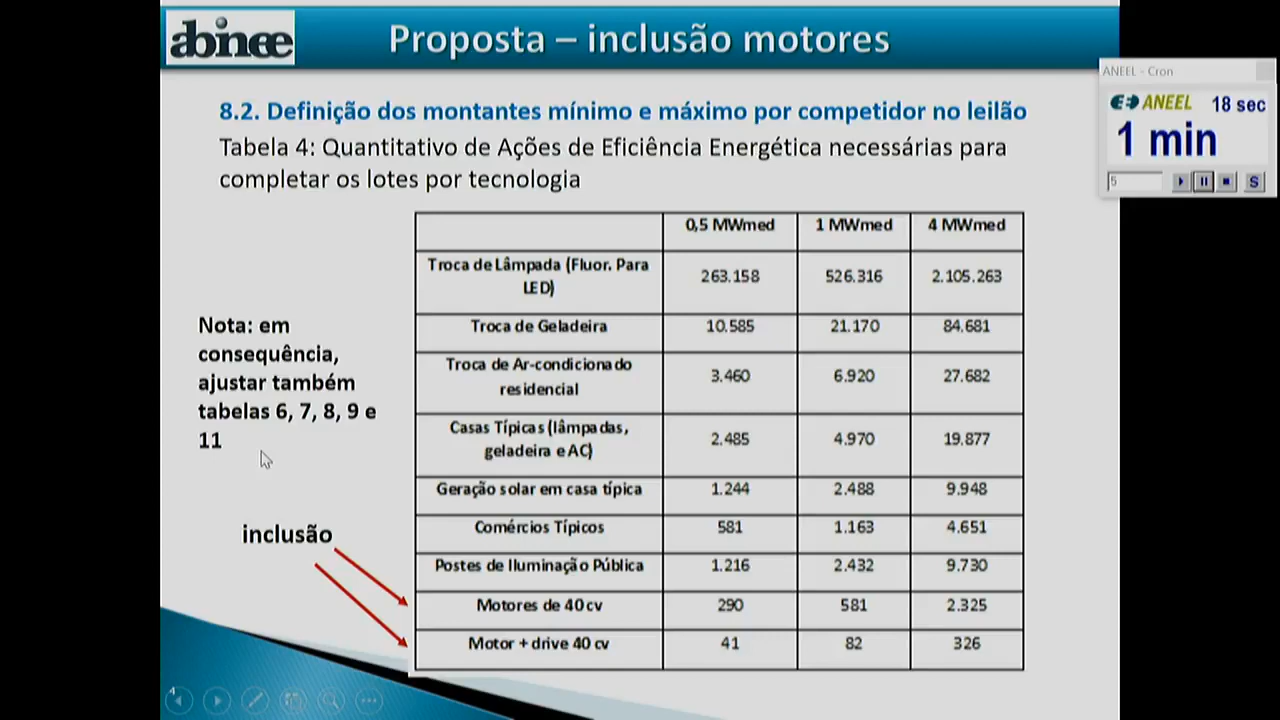 abinee
Proposta – inclusão motores
ANEEL - Cron
ANEEL 18 sec
1 min
5
S
8.2. Definição dos montantes mínimo e máximo por competidor no leilão
Tabela 4: Quantitativo de Ações de Eficiência Energética necessárias para
completar os lotes por tecnologia
0,5 MWmed 1 MWmed 4 MWmed
Troca de Lâmpada (Fluor. Para
LED) 263.158 526.316 2.105.263
Troca de Geladeira 10.585 21.170 84.681
Troca de Ar-condicionado
residencial 3.460 6.920 27.682
Casas Típicas (lâmpadas,
geladeira e AC) 2.485 4.970 19.877
Geração solar em casa típica 1.244 2.488 9.948
Comércios Típicos 581 1.163 4.651
Postes de Iluminação Pública 1.216 2.432 9.730
Motores de 40 cv 290 581 2.325
Motor + drive 40 cv 41 82 326
Nota: em
consequência,
ajustar também
tabelas 6, 7, 8, 9 e
11
inclusão
4